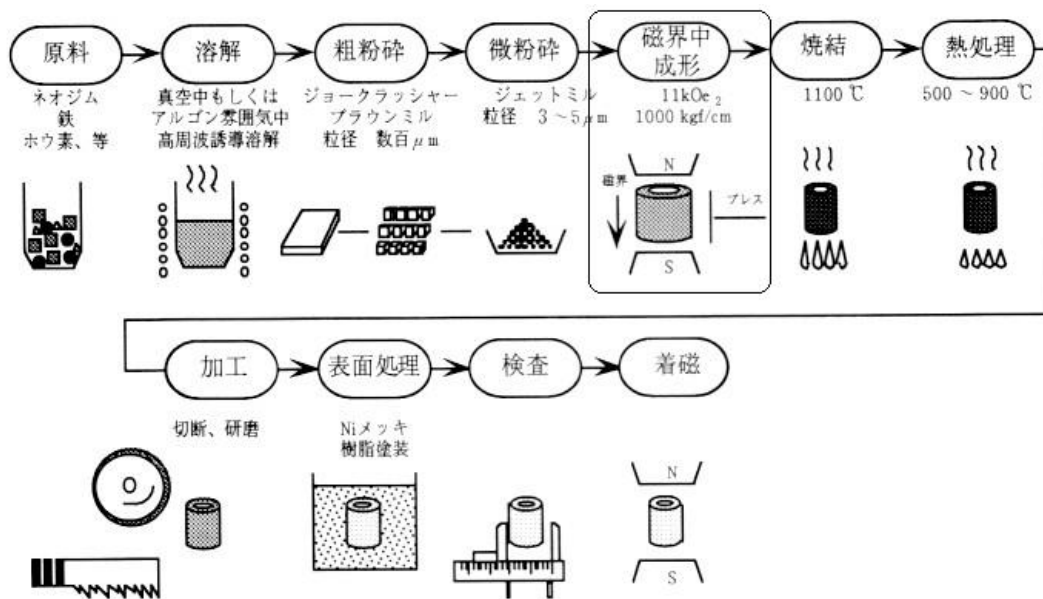 原料
ネオジム
鉄
ホウ素、等
溶解
真空中もしくは
アルゴン雰囲気中
高周波誘導溶解
粗粉砕
ジョークラッシャー
ブラウンミル
粒径 数百μm
微粉砕
ジェットミル
粒径 3~5μm
磁界中
成形
11kOe₂
1000 kgf/cm
N
磁界
プレス
S
焼結
1100 ℃
熱処理
500 ~ 900 ℃
加工
切断、研磨
表面処理
Niメッキ
樹脂塗装
検査
着磁
N
S